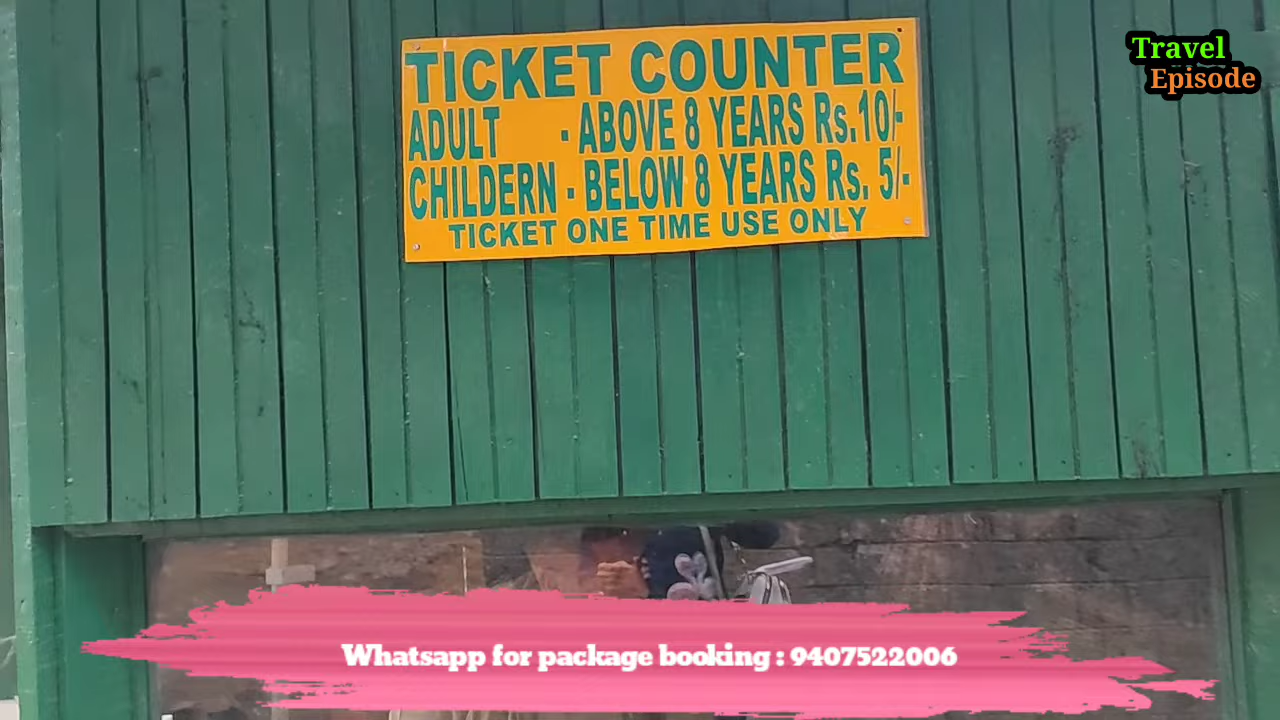 TICKET COUNTER
ADULT - ABOVE 8 YEARS Rs.10/-
CHILDERN - BELOW 8 YEARS Rs. 5/-
TICKET ONE TIME USE ONLY
Travel
Episode
Whatsapp for package booking : 9407522006